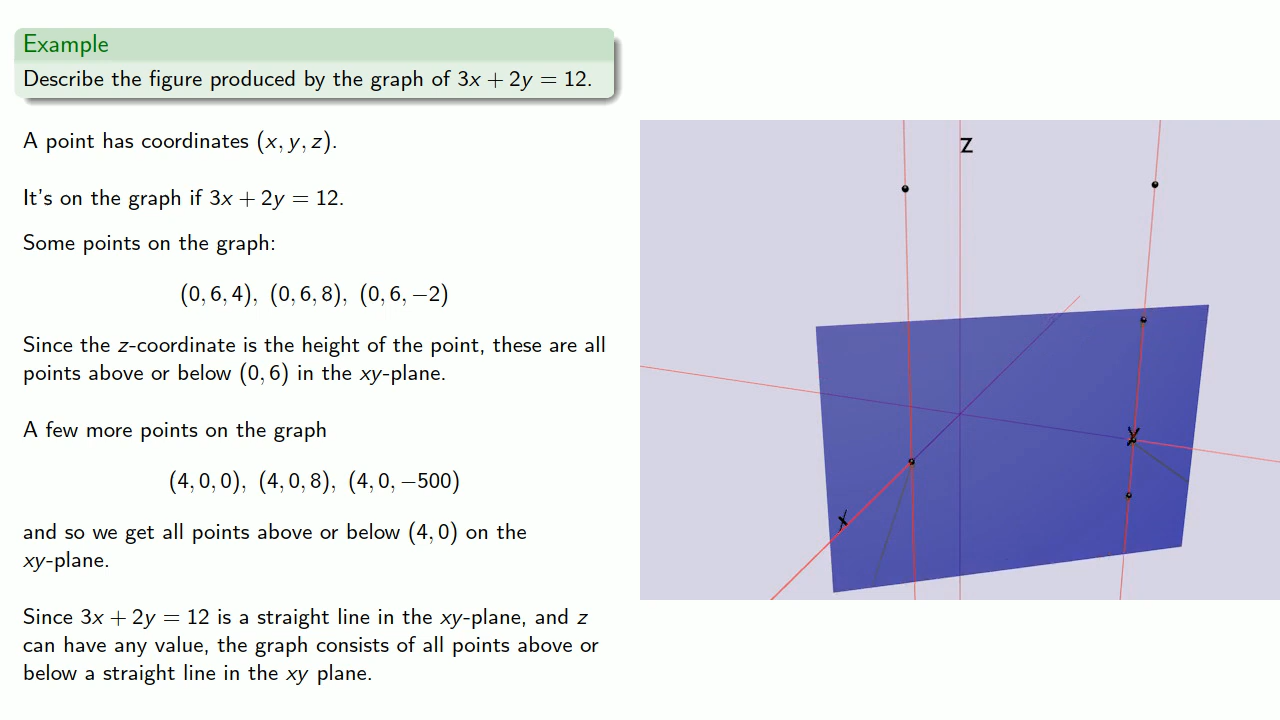 Example
Describe the figure produced by the graph of 3x + 2y = 12.
A point has coordinates (x, y, z).
It's on the graph if 3x + 2y = 12.
Some points on the graph:
(0, 6, 4), (0, 6, 8), (0, 6, −2)
Since the z-coordinate is the height of the point, these are all
points above or below (0, 6) in the xy-plane.
A few more points on the graph
(4, 0, 0), (4, 0, 8), (4, 0, −500)
and so we get all points above or below (4, 0) on the
xy-plane.
Since 3x + 2y = 12 is a straight line in the xy-plane, and z
can have any value, the graph consists of all points above or
below a straight line in the xy plane.
Z
Y
X